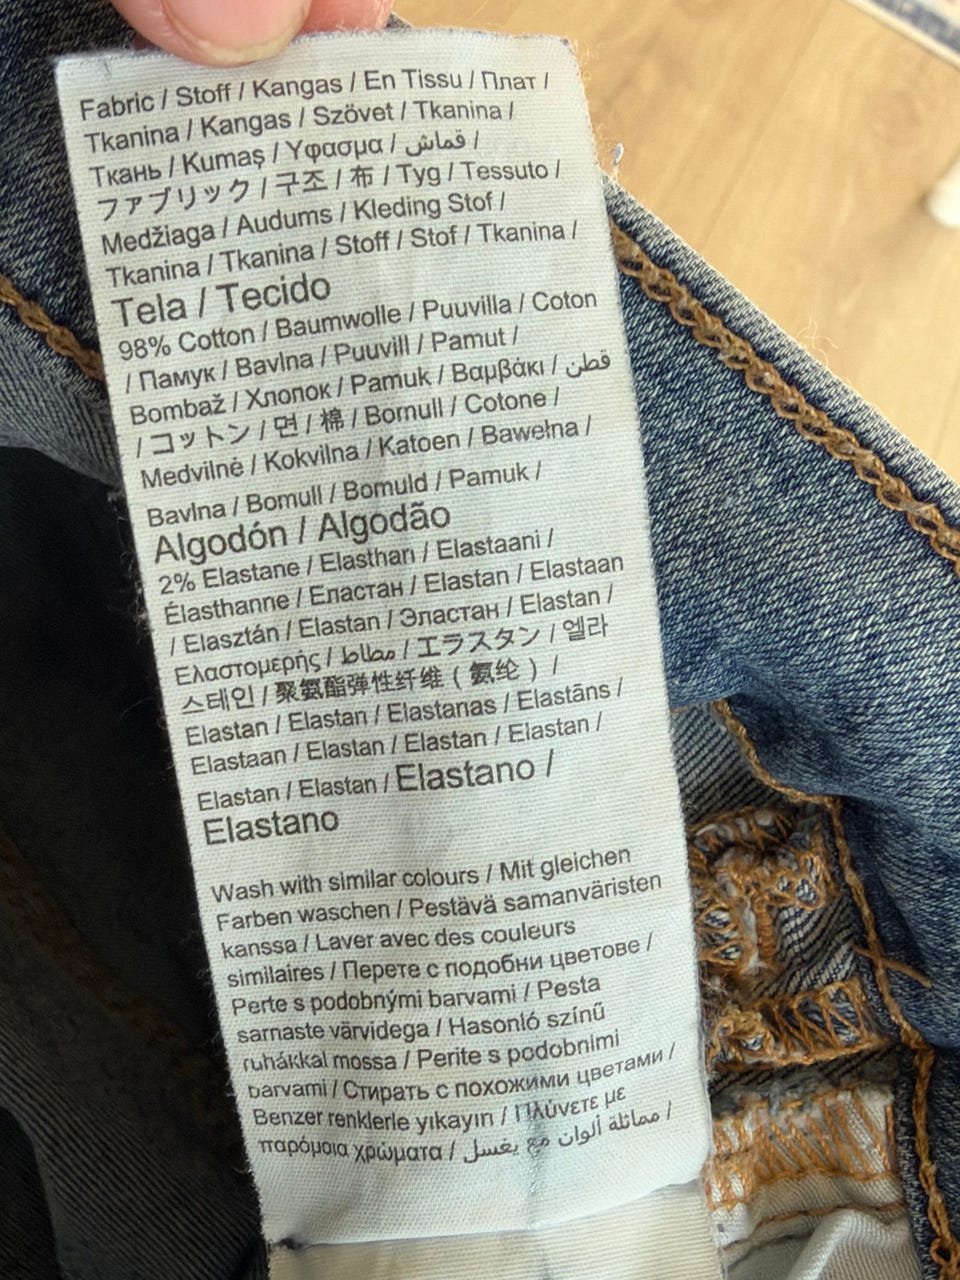 Fabric / Stoff / Kangas / En Tissu / Плат /
Tkanina / Kangas / Szövet / Tkanina /
Ткань / Kumaş / Υφασμα / قماش /
ファブリック / 구조 / 布 / Tyg / Tessuto /
Medžiaga / Audums / Kleding Stof /
Tkanina / Tkanina / Stoff / Stof / Tkanina /
Tela / Tecido
98% Cotton / Baumwolle / Puuvilla / Coton
/ Памук / Bavlna / Puuvill / Pamut /
Bombaž / Хлопок / Pamuk / Βαμβάκι / قطن
/ コットン / 면 / 棉 / Bornull / Cotone /
Medvilnė / Kokvilna / Katoen / Bawełna /
Bavlna / Bomull / Bomuld / Pamuk /
Algodón / Algodão
2% Elastane / Elasthan / Elastaani /
Élasthanne / Еластан / Elastan / Elastaan
/ Elasztán / Elastan / Эластан / Elastan /
Ελαστομερής / مطاط / エラスタン / 엘라
스테인 / 聚氨酯弹性纤维 ( 氨纶 ) /
Elastan / Elastan / Elastanas / Elastāns /
Elastaan / Elastan / Elastan / Elastan /
Elastan / Elastan / Elastano /
Elastano
Wash with similar colours / Mit gleichen
Farben waschen / Pestävä samanväristen
kanssa / Laver avec des couleurs
similaires / Перете с подобни цветове /
Perte s podobnými barvami / Pesta
sarnaste värvidega / Hasonló színű
ruhákkal mossa / Perite s podobnimi
barvami / Стирать с похожими цветами /
Benzer renklerle yıkayın / Πλύνετε με
παρόμοια χρώματα / مماثلة ألوان مع يغسل /